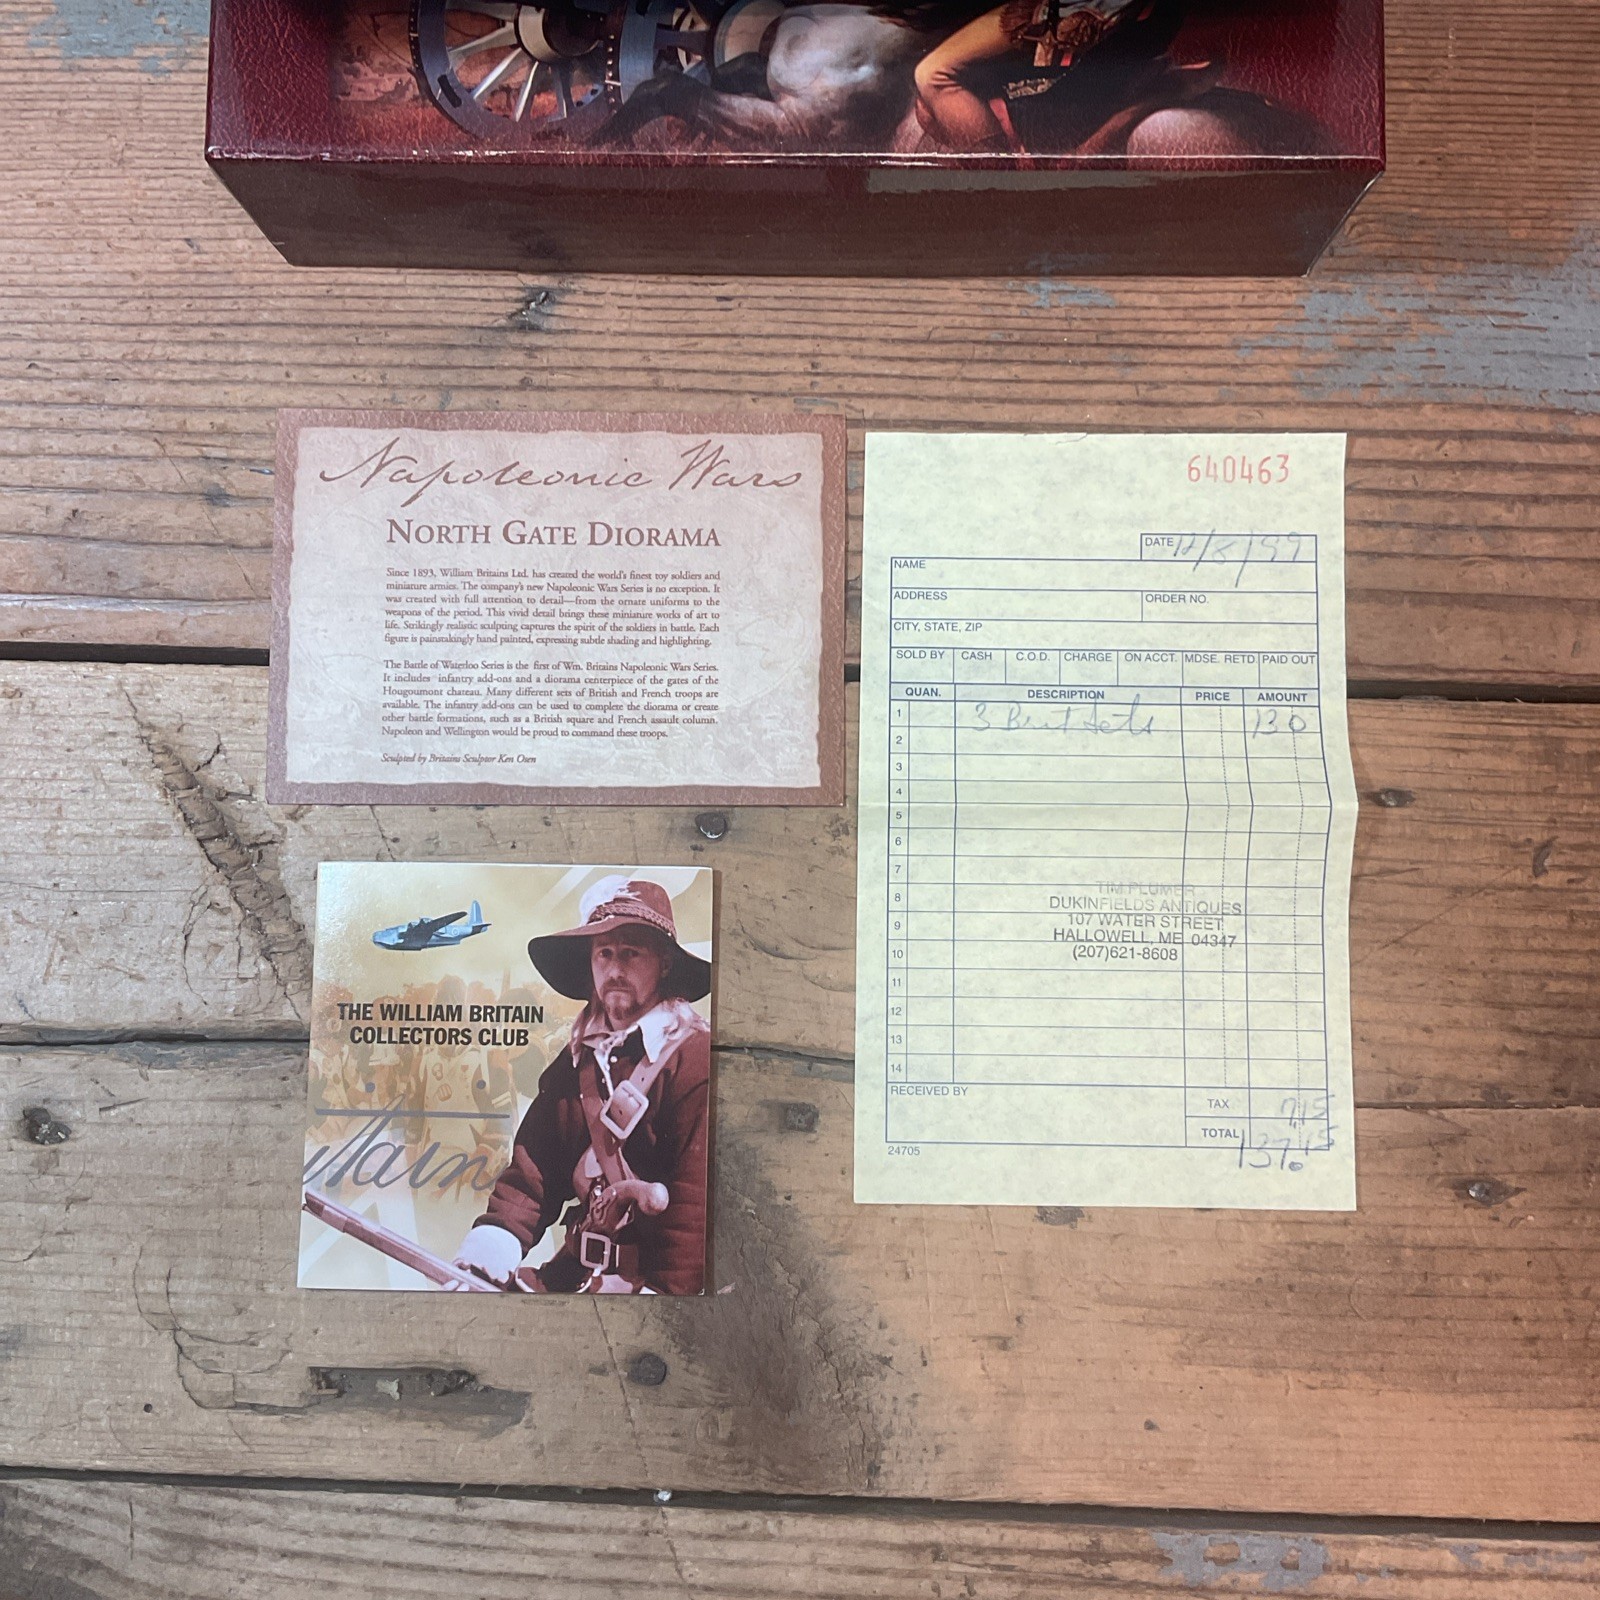 Napoleonic Wars
NORTH GATE DIORAMA
Since 1893, William Britains Ltd. has created the world's finest toy soldiers and
miniature armies. The company's new Napoleonic Wars Series is no exception. It
was created with full attention to detail—from the ornate uniforms to the
weapons of the period. This vivid detail brings these miniature works of art to
life. Strikingly realistic sculpting captures the spirit of the soldiers in battle. Each
figure is painstakingly hand painted, expressing subtle shading and highlighting.
The Battle of Waterloo Series is the first of Wm. Britains Napoleonic Wars Series.
It includes infantry add-ons and a diorama centerpiece of the gates of the
Hougoumont chateau. Many different sets of British and French troops are
available. The infantry add-ons can be used to complete the diorama or create
other battle formations, such as a British square and French assault column.
Napoleon and Wellington would be proud to command these troops.
Sculpted by Britains Sculptor Ken Osen
THE WILLIAM BRITAIN
COLLECTORS CLUB
640463
DATE 12/8/99
NAME
ADDRESS ORDER NO.
CITY, STATE, ZIP
SOLD BY CASH C.O.D. CHARGE ON ACCT. MDSE. RETD. PAID OUT
QUAN. DESCRIPTION PRICE AMOUNT
1 3 Brit Sets 130
2
3
4
5
6
7
8
9
10
11
12
13
14
TIM PLUMER
DUKINFIELDS ANTIQUES
107 WATER STREET
HALLOWELL, ME 04347
(207)621-8608
RECEIVED BY
TAX 7.15
TOTAL 137.15
24705